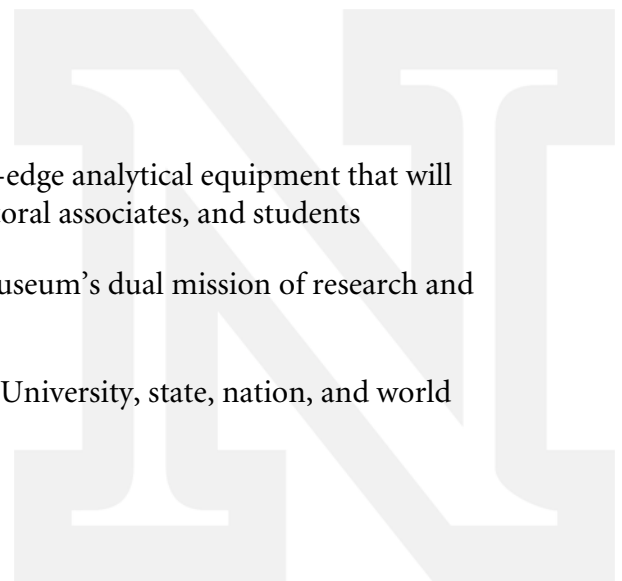 -edge analytical equipment that will
toral associates, and students
useum’s dual mission of research and
University, state, nation, and world